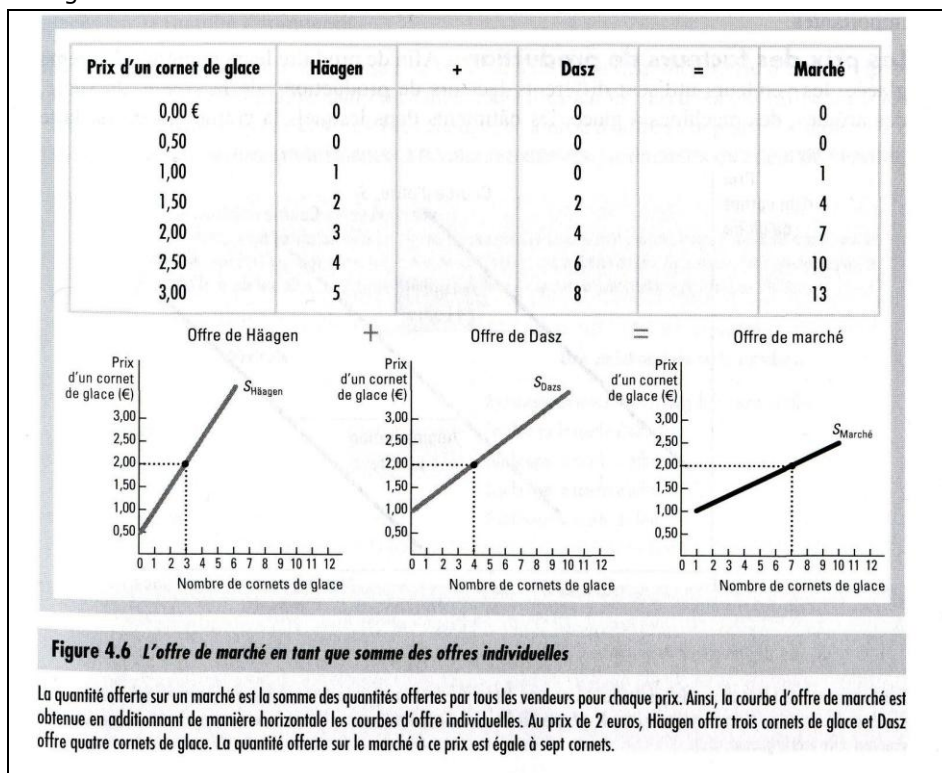 Prix d'un cornet de glace Häagen + Dasz = Marché
0,00 € 0 0 0
0,50 0 0 0
1,00 1 0 1
1,50 2 2 4
2,00 3 4 7
2,50 4 6 10
3,00 5 8 13
Offre de Häagen + Offre de Dasz = Offre de marché
Prix
d'un cornet
de glace (€)
S Häagen
3,00
2,50
2,00
1,50
1,00
0,50
0 1 2 3 4 5 6 7 8 9 10 11 12
Nombre de cornets de glace
Prix
d'un cornet
de glace (€)
S Dazs
3,00
2,50
2,00
1,50
1,00
0,50
0 1 2 3 4 5 6 7 8 9 10 11 12
Nombre de cornets de glace
Prix
d'un cornet
de glace (€)
S Marché
3,00
2,50
2,00
1,50
1,00
0,50
0 1 2 3 4 5 6 7 8 9 10 11 12
Nombre de cornets de glace
Figure 4.6 L'offre de marché en tant que somme des offres individuelles
La quantité offerte sur un marché est la somme des quantités offertes par tous les vendeurs pour chaque prix. Ainsi, la courbe d'offre de marché est
obtenue en additionnant de manière horizontale les courbes d'offre individuelles. Au prix de 2 euros, Häagen offre trois cornets de glace et Dasz
offre quatre cornets de glace. La quantité offerte sur le marché à ce prix est égale à sept cornets.